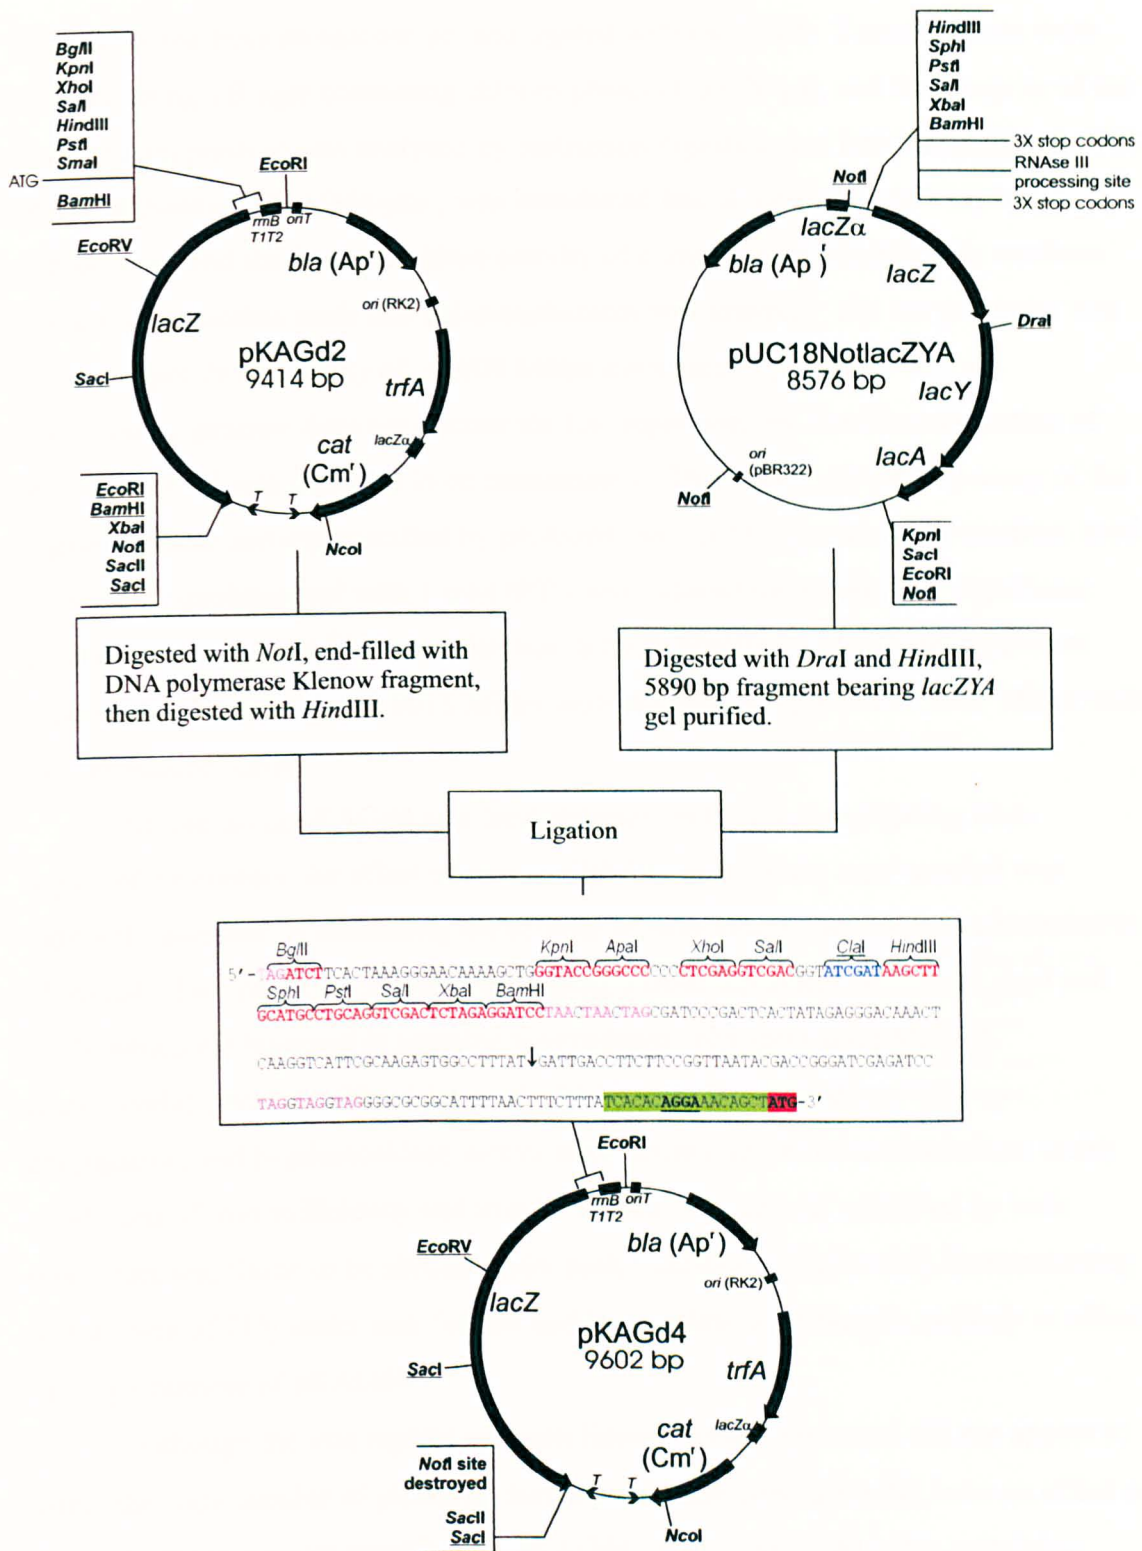 BglII
KpnI
XhoI
SalI
HindIII
PstI
SmaI
ATG
BamHI
EcoRI
rrnB
T1T2
oriT
EcoRV
bla (Apʳ)
ori (RK2)
lacZ
pKAGd2
9414 bp
SacI
trfA
lacZα
cat
(Cmʳ)
T T
EcoRI
BamHI
XbaI
NotI
SacII
SacI
NcoI
HindIII
SphI
PstI
SalI
XbaI
BamHI
3X stop codons
RNAse III
processing site
3X stop codons
NotI
lacZα
bla (Ap )ʳ
lacZ
DraI
pUC18NotlacZYA
8576 bp
lacY
lacA
ori
(pBR322)
NotI
KpnI
SacI
EcoRI
NotI
Digested with NotI, end-filled with
DNA polymerase Klenow fragment,
then digested with HindIII.
Digested with DraI and HindIII,
5890 bp fragment bearing lacZYA
gel purified.
Ligation
BglII KpnI ApaI XhoI SalI ClaI HindIII
5' -TAGATCTTCACTAAAGGGAACAAAAGCTGGGTACCGGGCCCCCCCTCGAGGTCGACGGTATCGATAAGCTT
SphI PstI SalI XbaI BamHI
GCATGCCTGCAGGTCGACTCTAGAGGATCCTAACTAACTAGCGATCCCGACTCACTATAGAGGGACAAACT
CAAGGTCATTCGCAAGAGTGGCCTTTAT↓GATTGACCTTCTTCCGGTTAATACGACCGGGATCGAGATCC
TAGGTAGGTAGGGGCGCGGCATTTTAACTTTCTTTATCACACAGGAAACAGCTATG-3'
EcoRI
rrnB
T1T2
oriT
EcoRV
bla (Apʳ)
ori (RK2)
lacZ
pKAGd4
9602 bp
SacI
trfA
lacZα
cat
(Cmʳ)
T T
NotI site
destroyed
SacII
SacI
NcoI